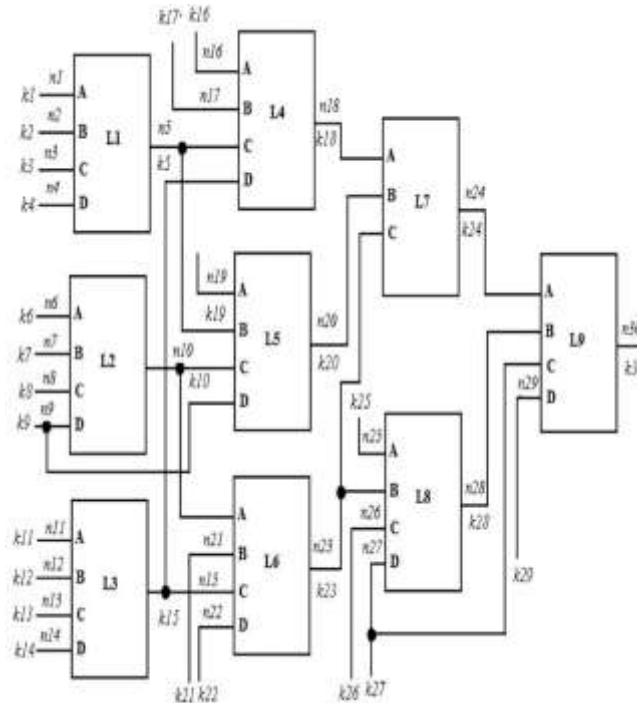 k16
k17
n16
n17
A
B
C
D
L4
n18
k18
n1
k1
A
n2
k2
B
n3
k3
C
n4
k4
D
L1
n5
k5
A
B
C
L7
n24
k24
n19
k19
A
B
C
D
L5
n20
k20
n6
k6
A
n7
k7
B
n8
k8
C
n9
k9
D
L2
n10
k10
A
B
C
D
L9
n29
k29
k25
n25
A
B
n26
C
n27
D
L8
n28
k28
n21
n15
n22
A
B
C
D
L6
n23
k23
n11
k11
A
n12
k12
B
n13
k13
C
n14
k14
D
L3
k15
k21
k22
k26
k27